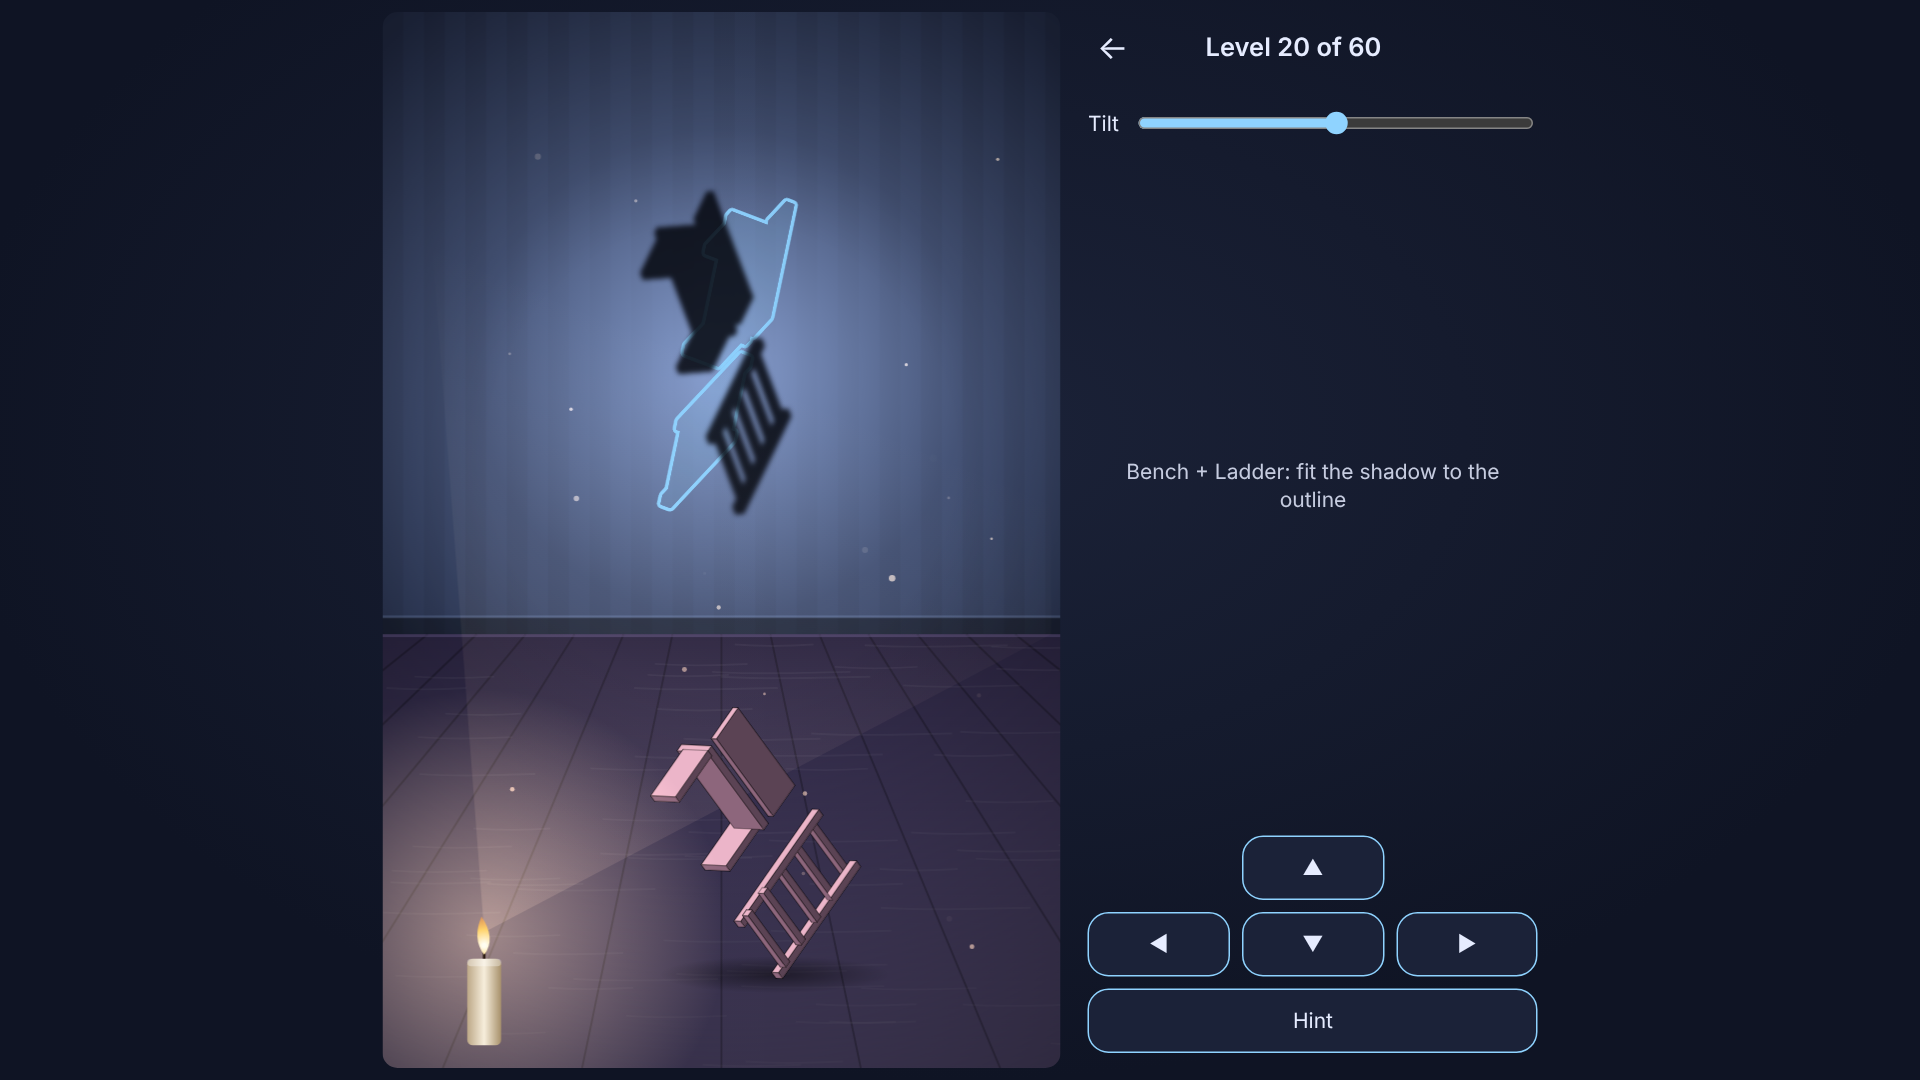 Level 20 of 60
Tilt
Bench + Ladder: fit the shadow to the
outline
Hint